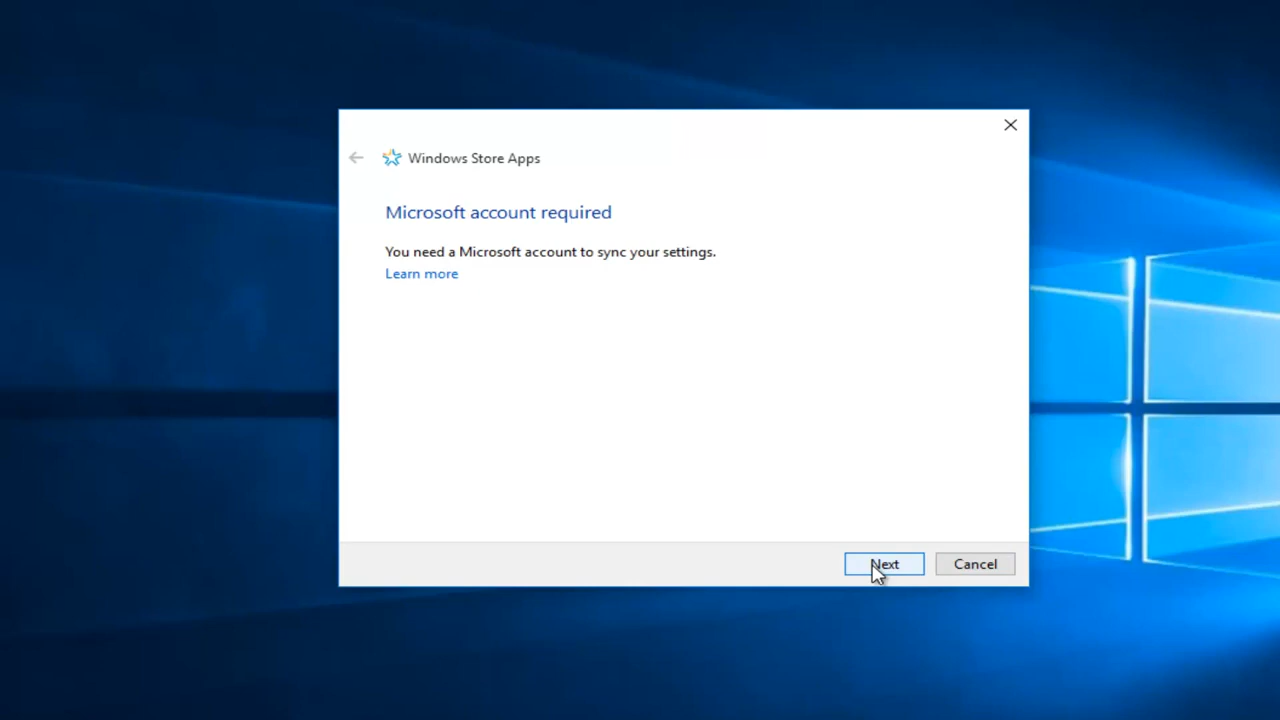 Windows Store Apps
Microsoft account required
You need a Microsoft account to sync your settings.
Learn more
Next
Cancel